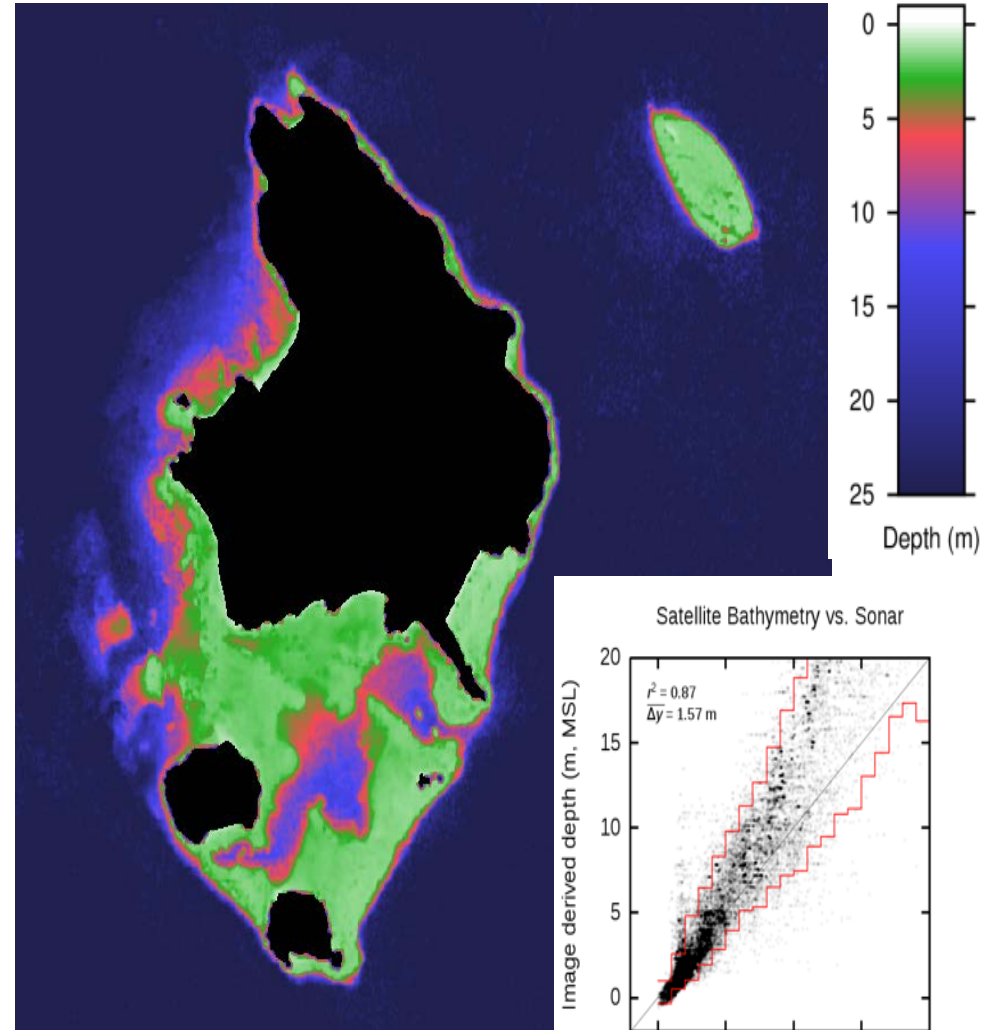 0
5
10
15
20
25
Depth (m)
Satellite Bathymetry vs. Sonar
20
15
10
5
0
r² = 0.87
Δy = 1.57 m
Image derived depth (m, MSL)